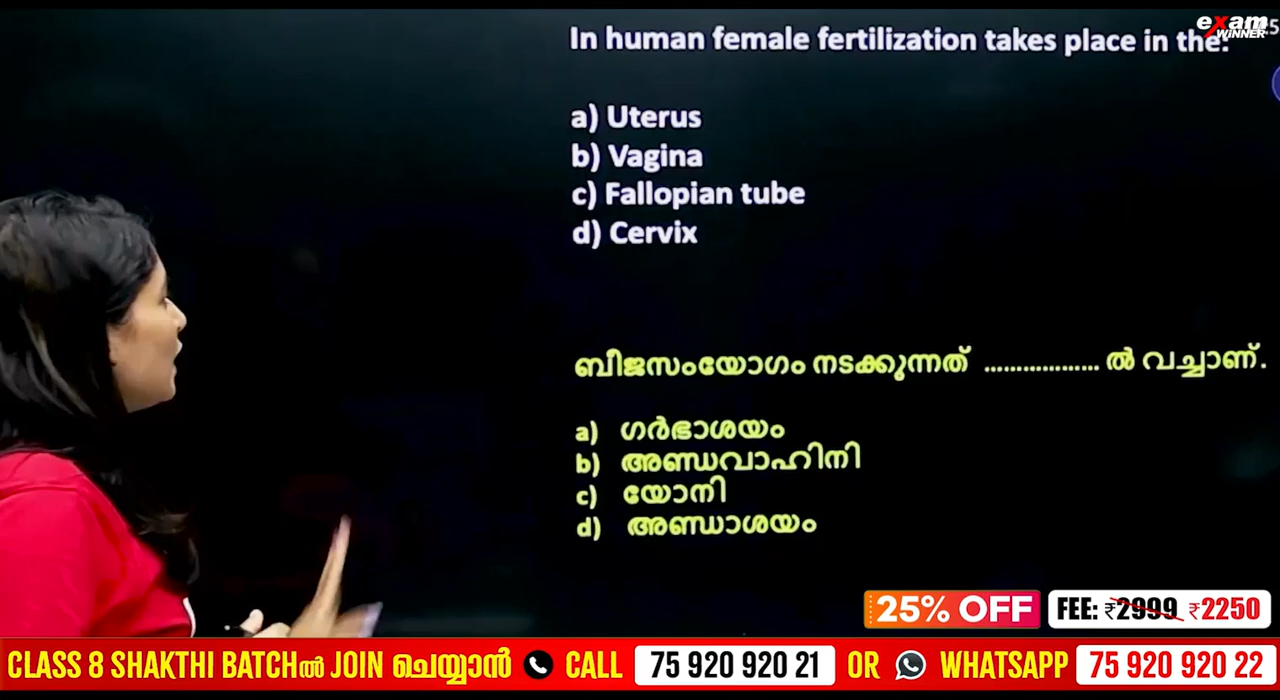 exam
WINNER
In human female fertilization takes place in the:
a) Uterus
b) Vagina
c) Fallopian tube
d) Cervix
ബീജസംയോഗം നടക്കുന്നത് .................. ൽ വച്ചാണ്.
a) ഗർഭാശയം
b) അണ്ഡവാഹിനി
c) യോനി
d) അണ്ഡാശയം
25% OFF FEE: ₹2999 ₹2250
CLASS 8 SHAKTHI BATCHൽ JOIN ചെയ്യാൻ CALL 75 920 920 21 OR WHATSAPP 75 920 920 22